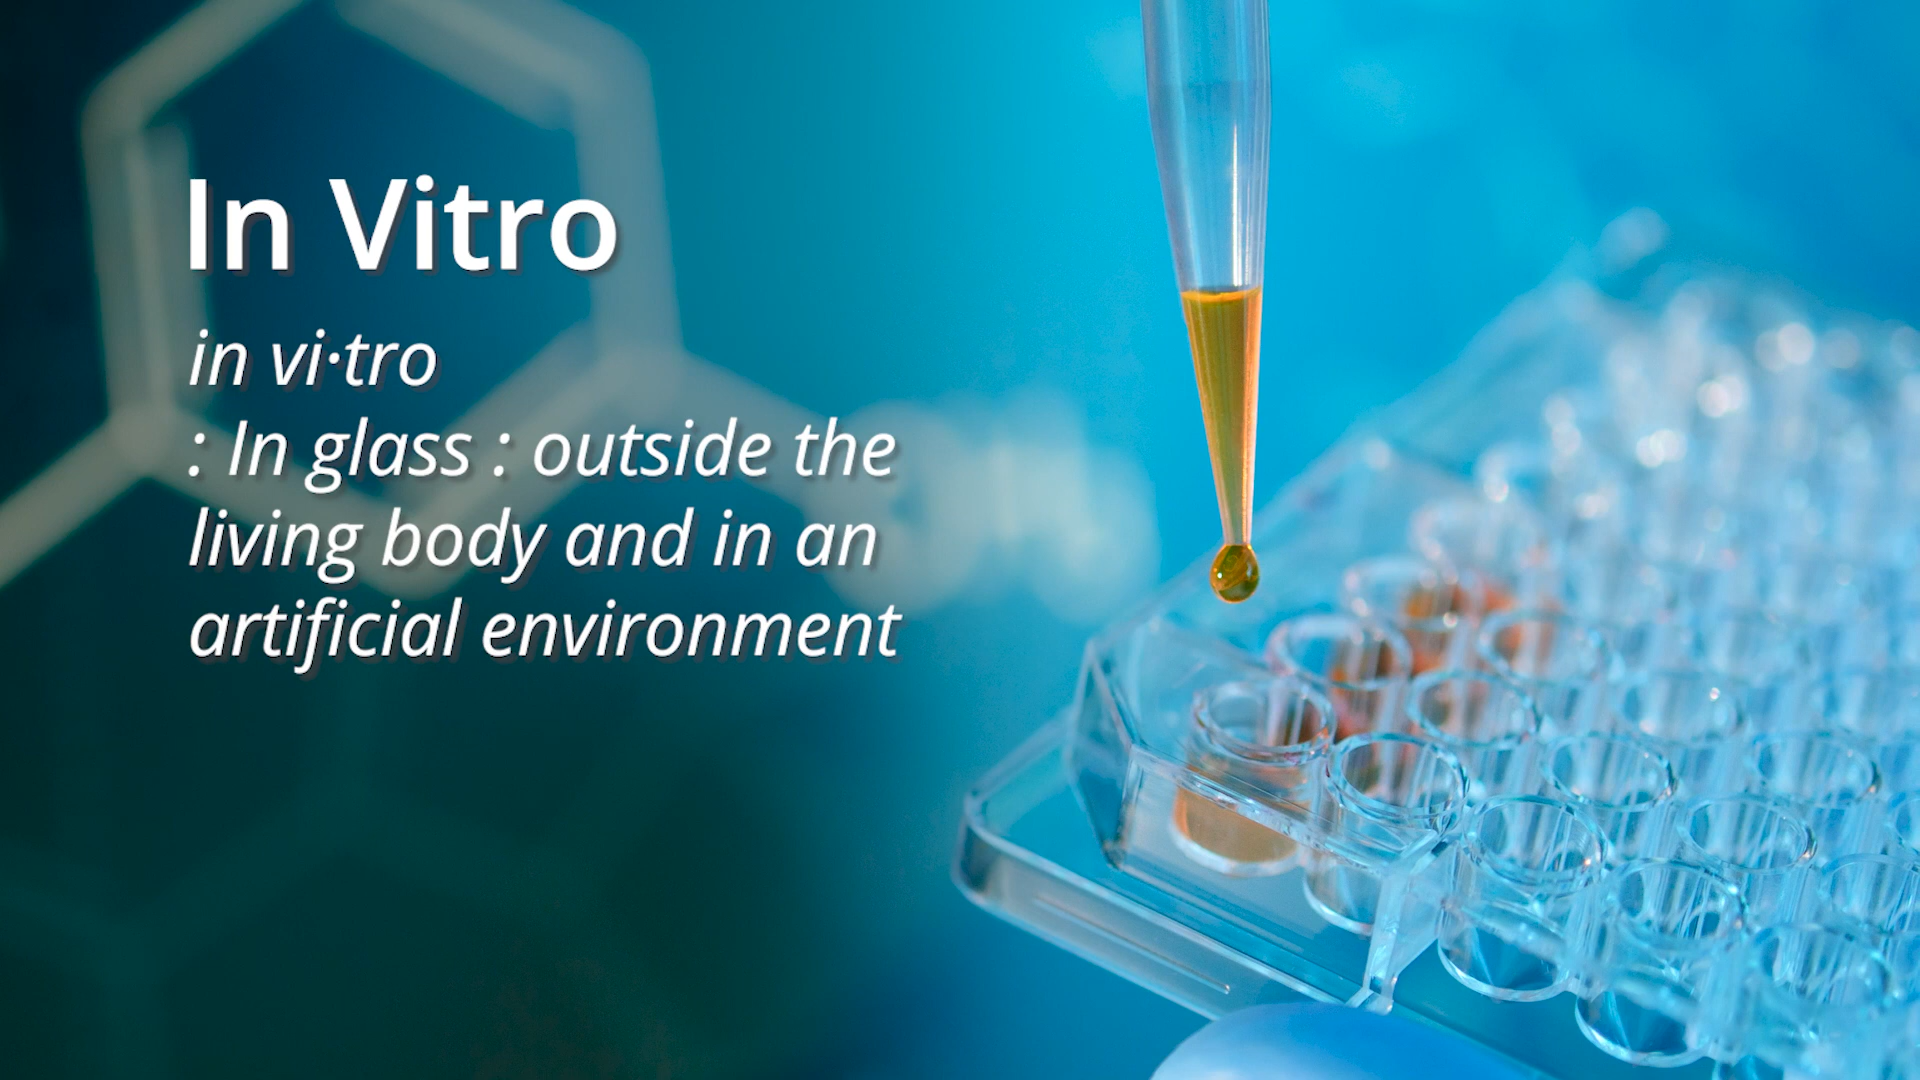 In Vitro
in vi·tro
: In glass : outside the
living body and in an
artificial environment